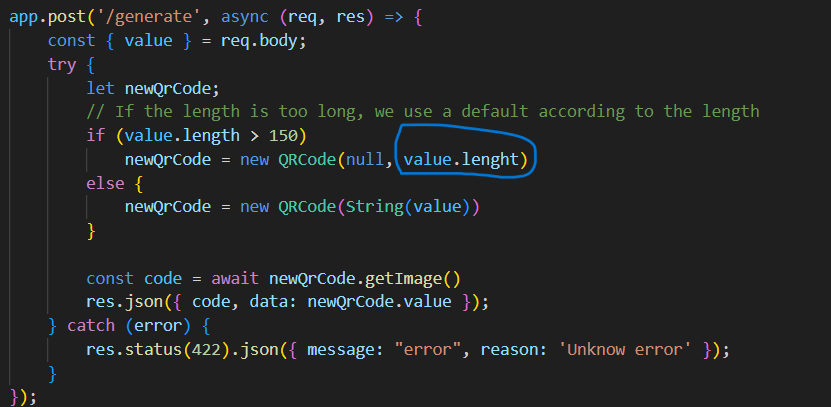 app.post('/generate', async (req, res) => {
const { value } = req.body;
try {
let newQrCode;
// If the length is too long, we use a default according to the length
if (value.length > 150)
newQrCode = new QRCode(null, value.lenght)
else {
newQrCode = new QRCode(String(value))
}
const code = await newQrCode.getImage()
res.json({ code, data: newQrCode.value });
} catch (error) {
res.status(422).json({ message: "error", reason: 'Unknow error' });
}
});